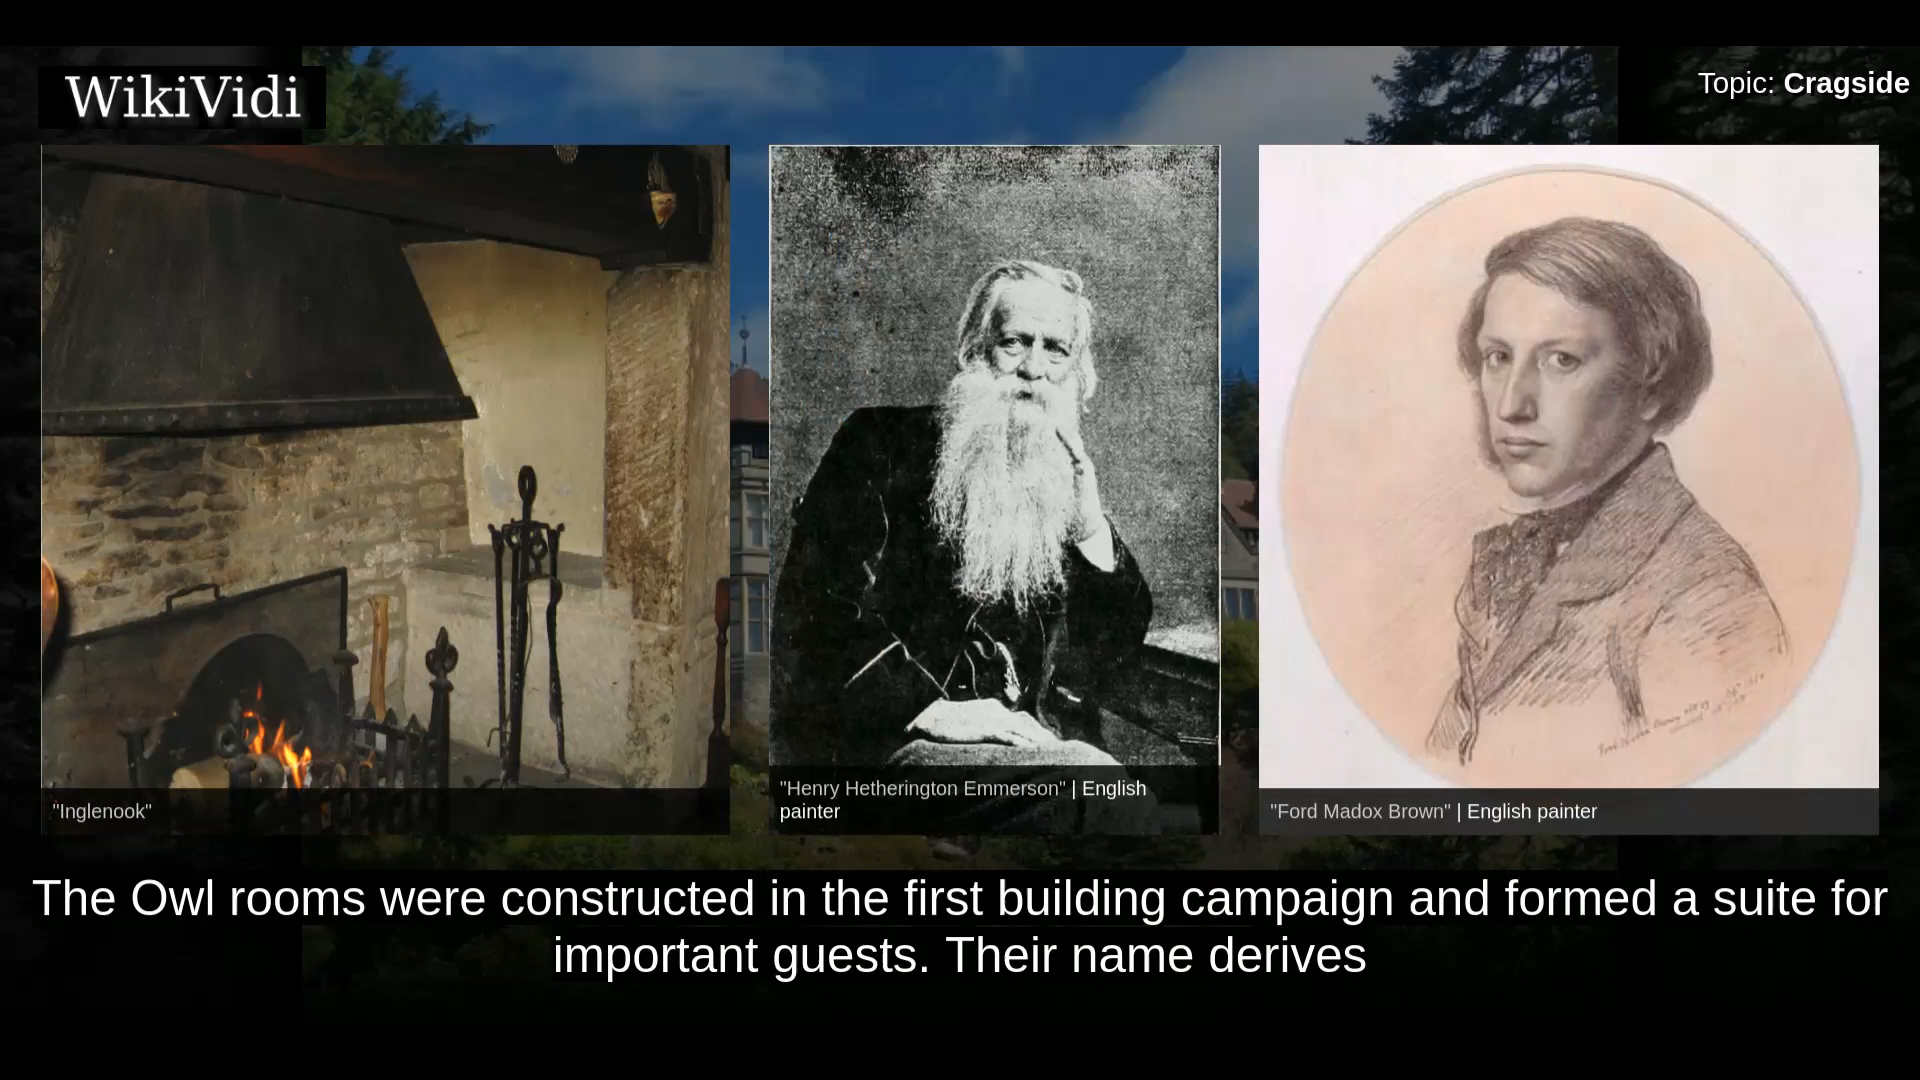 WikiVidi
Topic: Cragside
"Inglenook"
"Henry Hetherington Emmerson" | English
painter
"Ford Madox Brown" | English painter
The Owl rooms were constructed in the first building campaign and formed a suite for
important guests. Their name derives